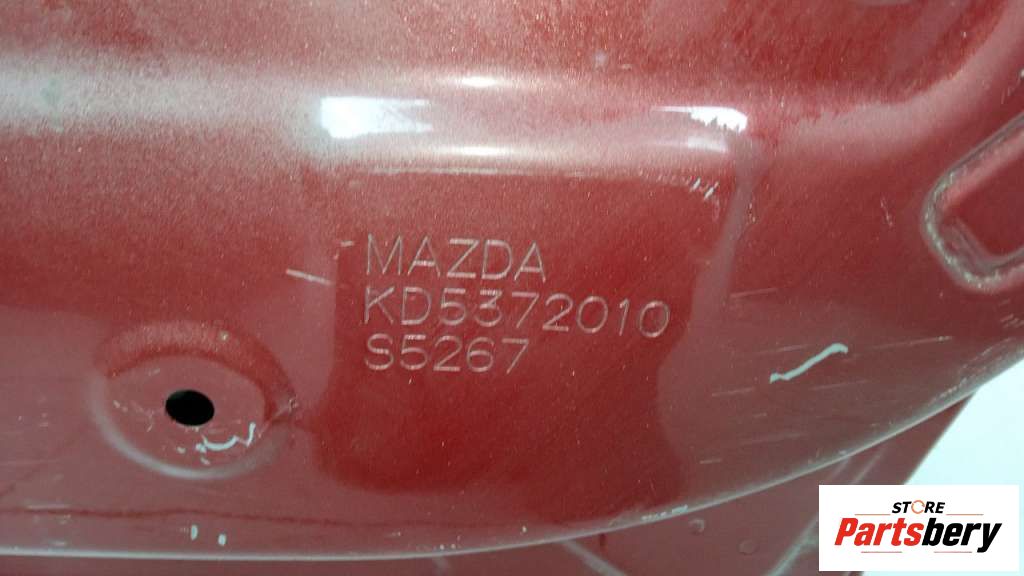 MAZDA
KD5372010
S5267
STORE
Partsbery